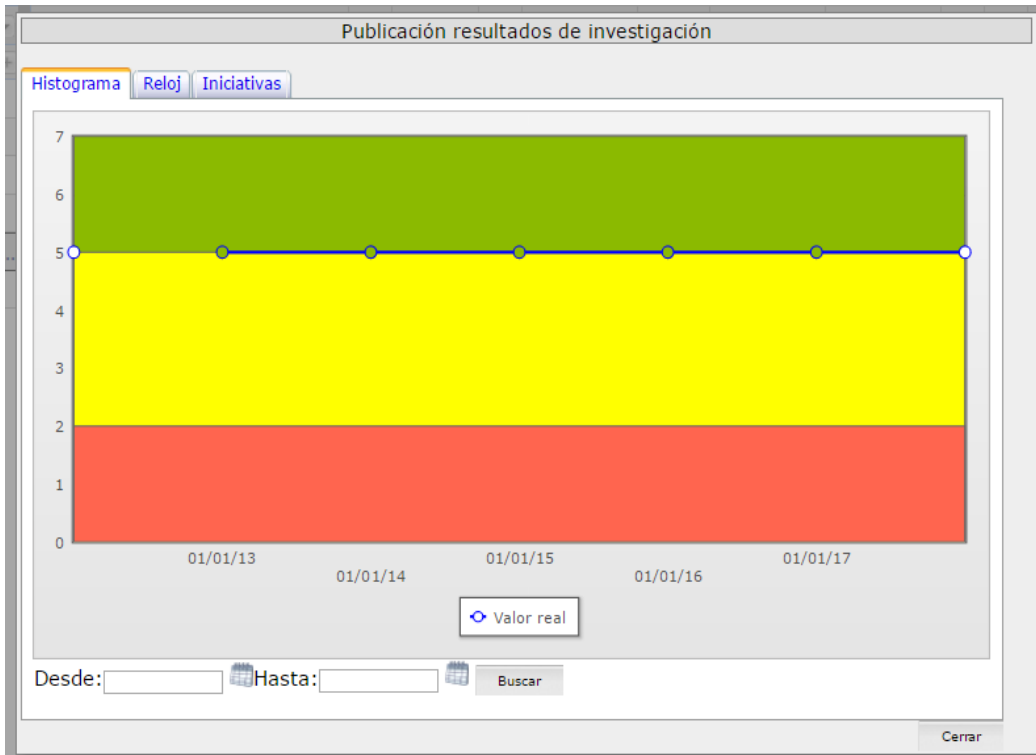 Publicación resultados de investigación
Histograma Reloj Iniciativas
7
6
5
4
3
2
1
0
01/01/13 01/01/15 01/01/17
01/01/14 01/01/16
Valor real
Desde: Hasta: Buscar
Cerrar